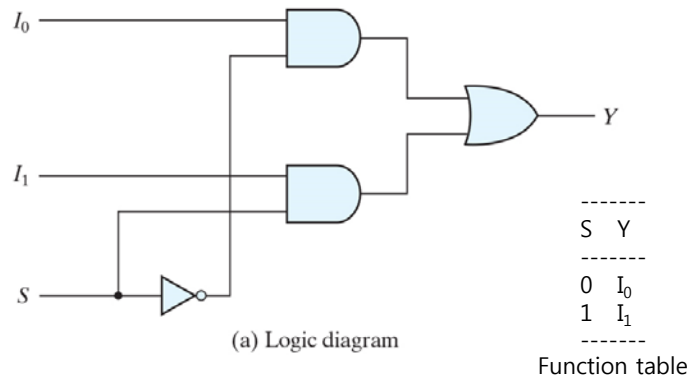 I₀
I₁
S
Y
(a) Logic diagram
-------
S Y
-------
0 I₀
1 I₁
-------
Function table